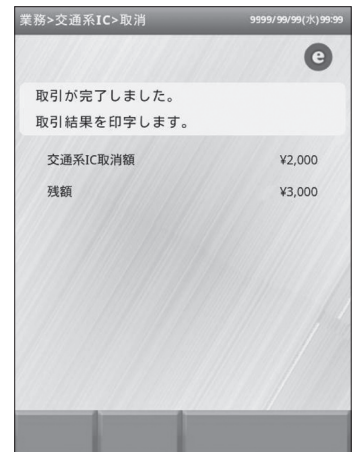 業務>交通系IC>取消 9999/99/99(水)99:99
e
取引が完了しました。
取引結果を印字します。
交通系IC取消額 ¥2,000
残額 ¥3,000